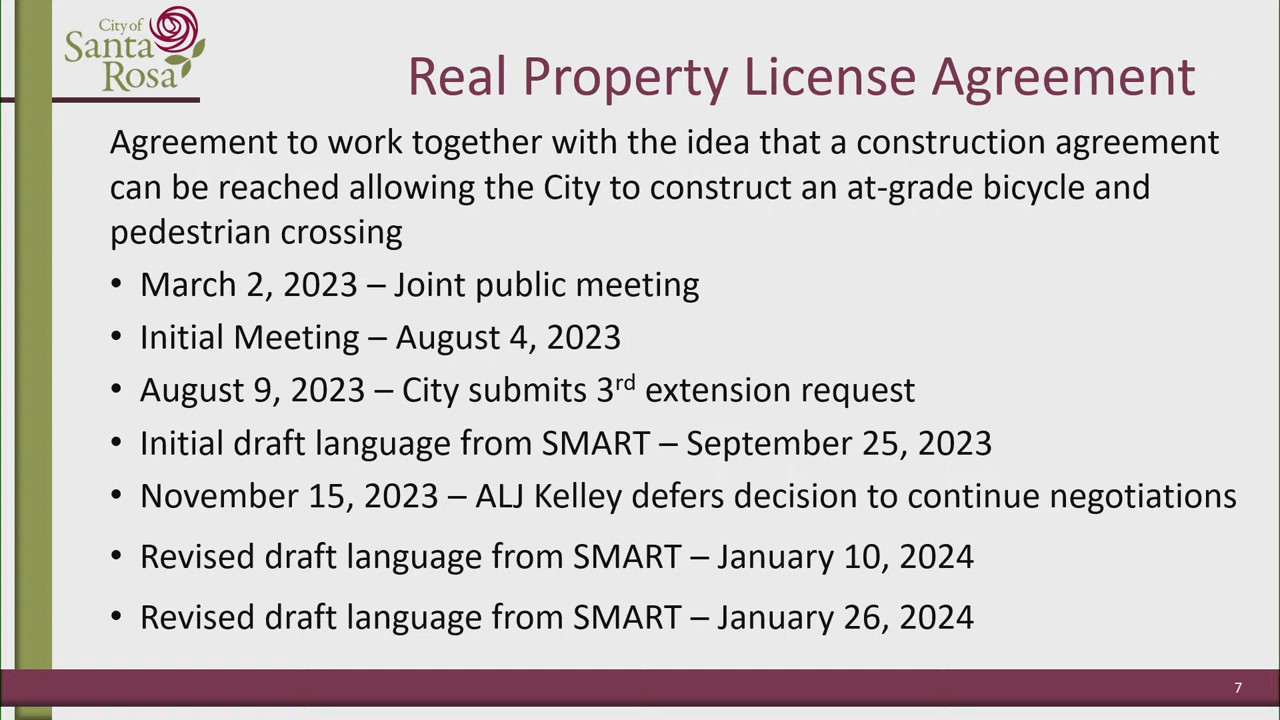 City of
Santa
Rosa
Real Property License Agreement
Agreement to work together with the idea that a construction agreement
can be reached allowing the City to construct an at-grade bicycle and
pedestrian crossing
• March 2, 2023 – Joint public meeting
• Initial Meeting – August 4, 2023
• August 9, 2023 – City submits 3rd extension request
• Initial draft language from SMART – September 25, 2023
• November 15, 2023 – ALJ Kelley defers decision to continue negotiations
• Revised draft language from SMART – January 10, 2024
• Revised draft language from SMART – January 26, 2024
7